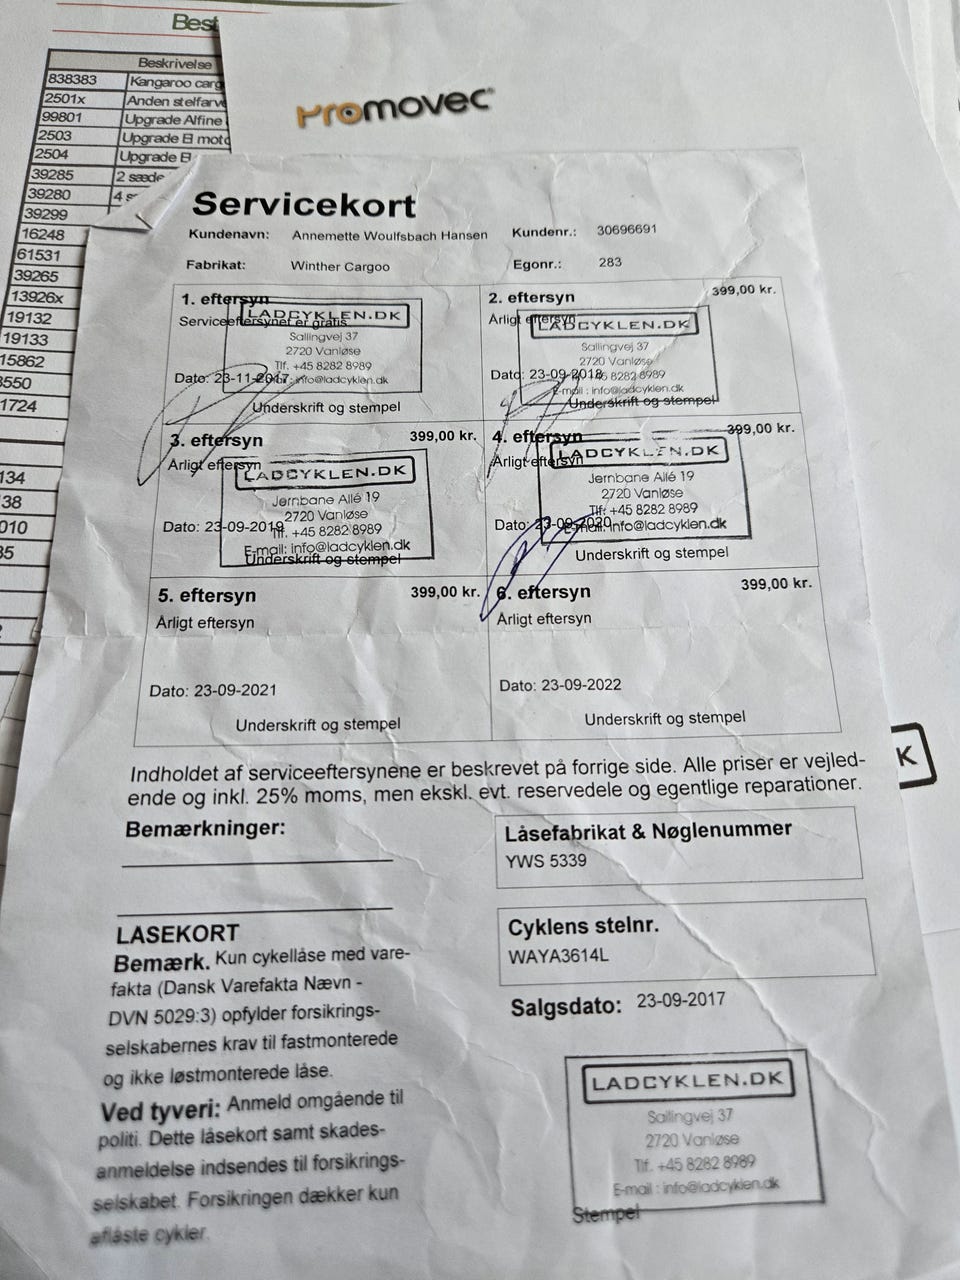 Best
Beskrivelse
838383 Kangaroo carg
2501x Anden stelfarve
99801 Upgrade Alfine
2503 Upgrade El moto
2504 Upgrade El
39285 2 sæde
39280 4 s
39299
16248
61531
39265
13926x
19132
19133
15862
3550
1724
134
38
010
35
Promovec
Servicekort
Kundenavn: Annemette Woulfsbach Hansen Kundenr.: 30696691
Fabrikat: Winther Cargoo Egonr.: 283
1. eftersyn
Serviceeftersynet er gratis
LADCYKLEN.DK
Sallingvej 37
2720 Vanløse
Tlf. +45 8282 8989
info@ladcyklen.dk
Dato: 23-11-2017
Underskrift og stempel
2. eftersyn 399,00 kr.
Årligt eftersyn
LADCYKLEN.DK
Sallingvej 37
2720 Vanløse
8282 8989
Dato: 23-09-2018
E-mail : info@ladcyklen.dk
Underskrift og stempel
3. eftersyn 399,00 kr.
Årligt eftersyn
LADCYKLEN.DK
Jernbane Allé 19
2720 Vanløse
Dato: 23-09-2019
Tlf. +45 8282 8989
E-mail: info@ladcyklen.dk
Underskrift og stempel
4. eftersyn 399,00 kr.
Årligt eftersyn
LADCYKLEN.DK
Jernbane Allé 19
2720 Vanløse
Tlf: +45 8282 8989
Dato: 23-09-2020
E-mail: info@ladcyklen.dk
Underskrift og stempel
5. eftersyn 399,00 kr.
Årligt eftersyn
Dato: 23-09-2021
Underskrift og stempel
6. eftersyn 399,00 kr.
Årligt eftersyn
Dato: 23-09-2022
Underskrift og stempel
K
Indholdet af serviceeftersynene er beskrevet på forrige side. Alle priser er vejled-
ende og inkl. 25% moms, men ekskl. evt. reservedele og egentlige reparationer.
Bemærkninger:
Låsefabrikat & Nøglenummer
YWS 5339
Cyklens stelnr.
WAYA3614L
Salgsdato: 23-09-2017
LÅSEKORT
Bemærk. Kun cykellåse med vare-
fakta (Dansk Varefakta Nævn -
DVN 5029:3) opfylder forsikrings-
selskabernes krav til fastmonterede
og ikke løstmonterede låse.
Ved tyveri: Anmeld omgående til
politi. Dette låsekort samt skades-
anmeldelse indsendes til forsikrings-
selskabet. Forsikringen dækker kun
aflåste cykler.
LADCYKLEN.DK
Sallingvej 37
2720 Vanløse
Tlf. +45 8282 8989
E-mail : info@ladcyklen.dk
Stempel